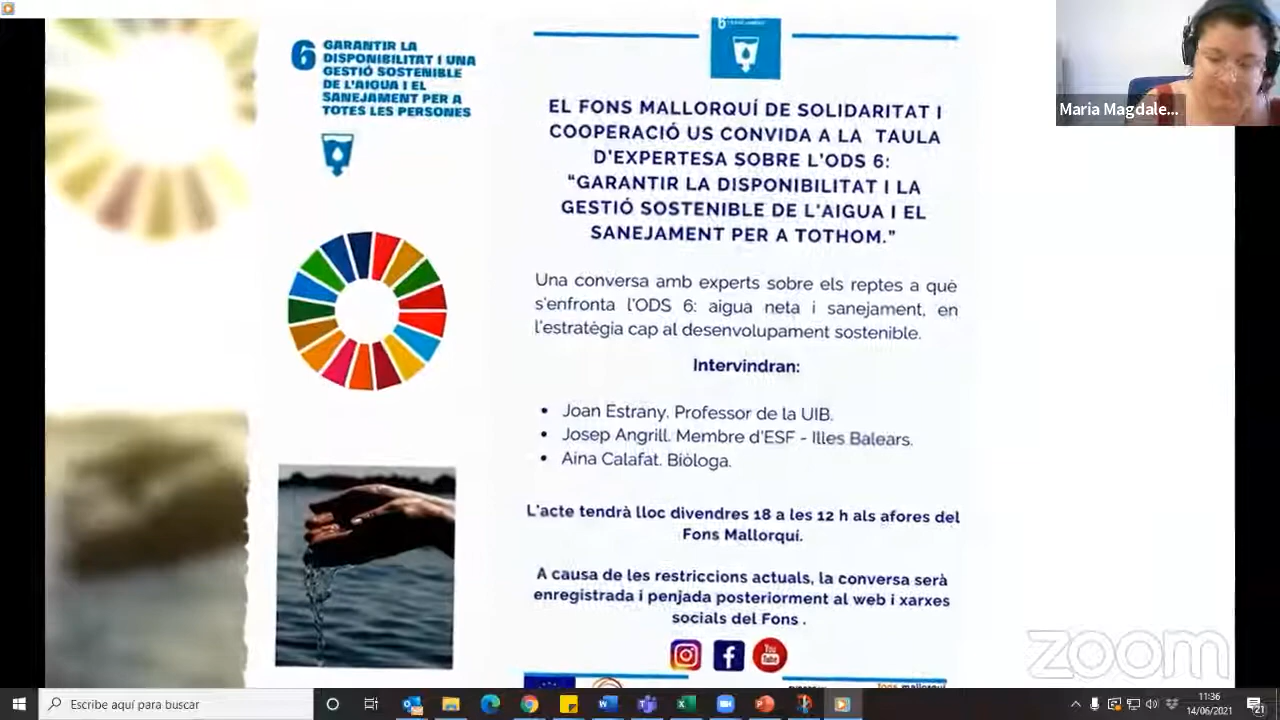 6 GARANTIR LA
DISPONIBILITAT I UNA
GESTIÓ SOSTENIBLE
DE L'AIGUA I EL
SANEJAMENT PER A
TOTES LES PERSONES
6
EL FONS MALLORQUÍ DE SOLIDARITAT I
COOPERACIÓ US CONVIDA A LA TAULA
D'EXPERTESA SOBRE L'ODS 6:
“GARANTIR LA DISPONIBILITAT I LA
GESTIÓ SOSTENIBLE DE L'AIGUA I EL
SANEJAMENT PER A TOTHOM.”
Una conversa amb experts sobre els reptes a què
s'enfronta l'ODS 6: aigua neta i sanejament, en
l'estratègia cap al desenvolupament sostenible.
Intervindran:
• Joan Estrany. Professor de la UIB.
• Josep Angrill. Membre d'ESF - Illes Balears.
• Aina Calafat. Biòloga.
L'acte tendrà lloc divendres 18 a les 12 h als afores del
Fons Mallorquí.
A causa de les restriccions actuals, la conversa serà
enregistrada i penjada posteriorment al web i xarxes
socials del Fons .
You
Tube
fons mallorquí
Maria Magdale...
zoom
Escribe aquí para buscar
11:36
14/06/2021
21